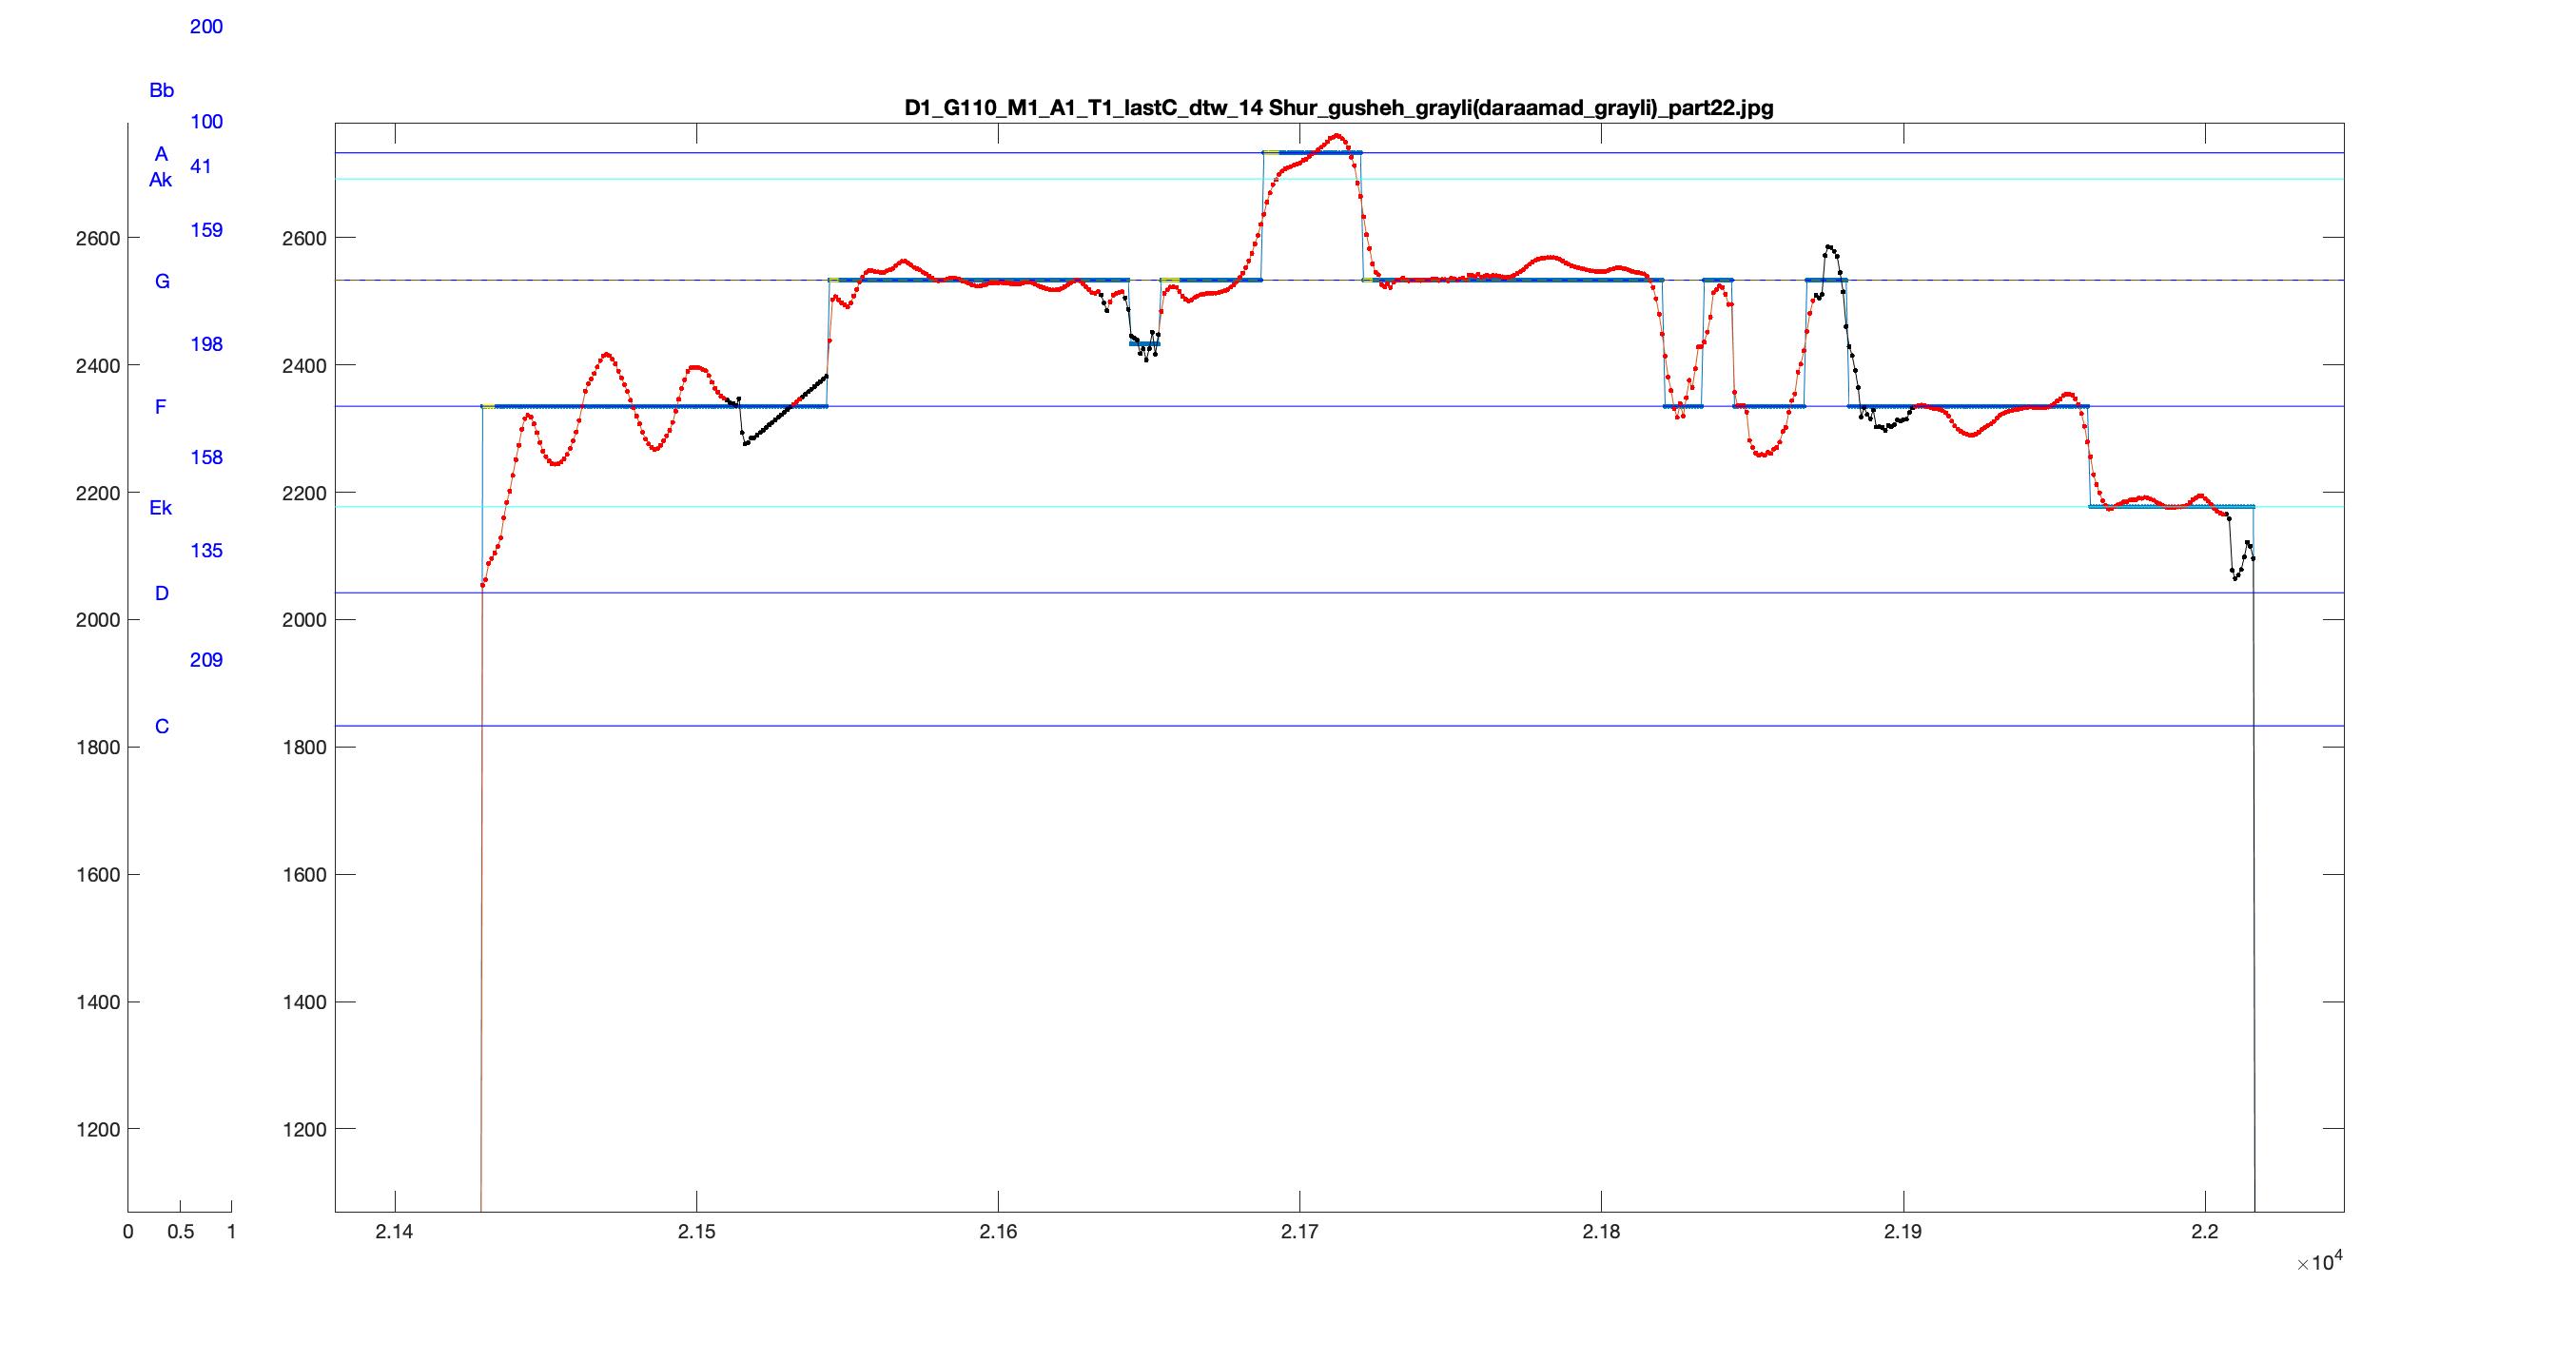 200
Bb
D1_G110_M1_A1_T1_lastC_dtw_14 Shur_gusheh_grayli(daraamad_grayli)_part22.jpg
100
A
41
Ak
159
2600 2600
G
198
2400 2400
F
158
2200 2200
Ek
135
D
2000 2000
209
C
1800 1800
1600 1600
1400 1400
1200 1200
0 0.5 1 2.14 2.15 2.16 2.17 2.18 2.19 2.2
×10⁴